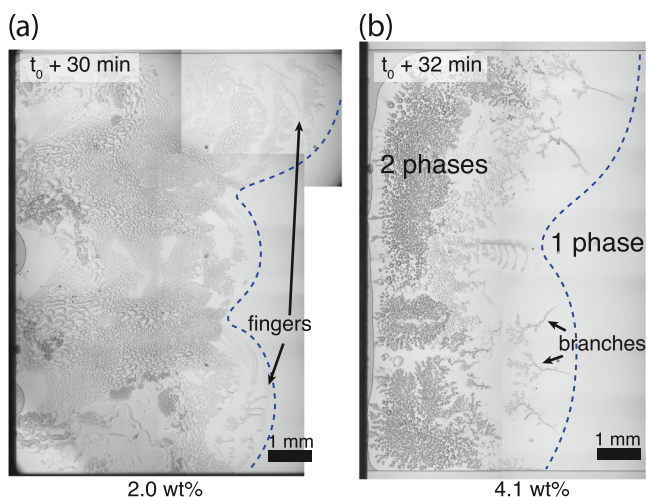 (a)
t₀ + 30 min
fingers
1 mm
2.0 wt%
(b)
t₀ + 32 min
2 phases
1 phase
branches
1 mm
4.1 wt%